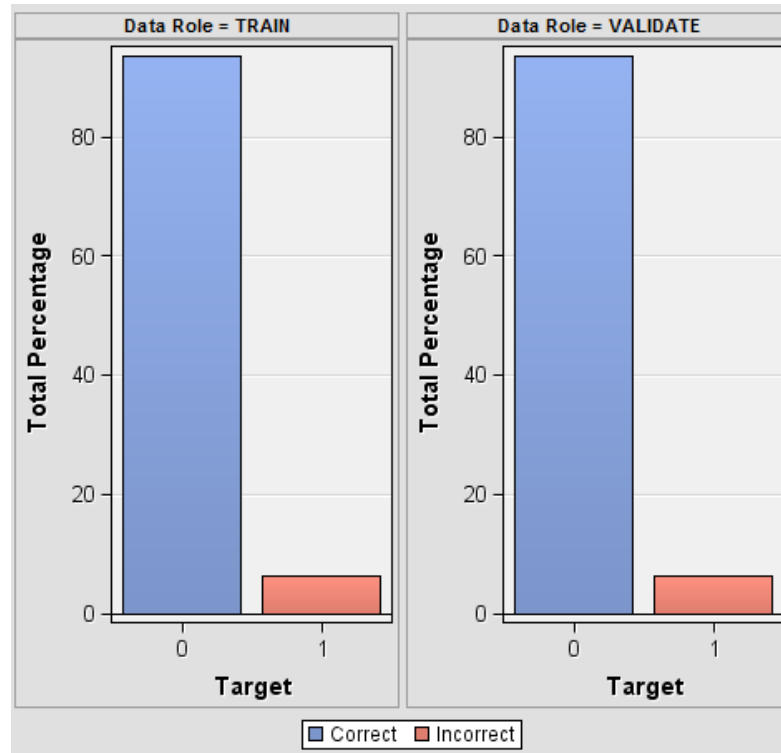 Data Role = TRAIN
Total Percentage
80
60
40
20
0
0 1
Target
Data Role = VALIDATE
Total Percentage
80
60
40
20
0
0 1
Target
Correct Incorrect